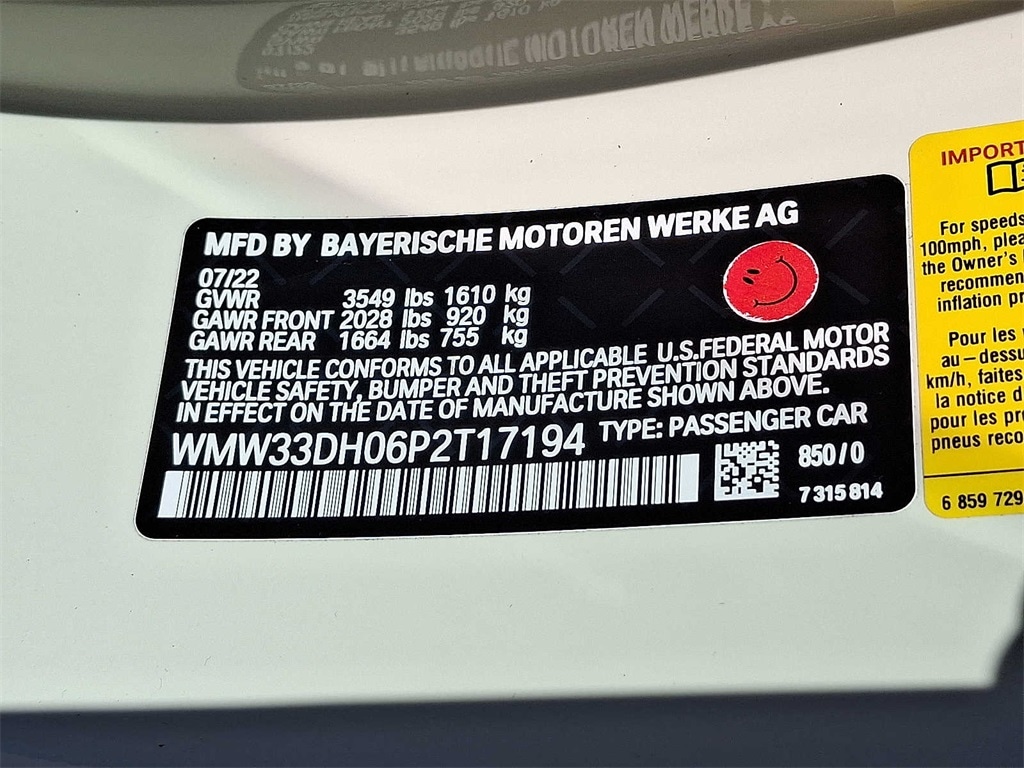 MFD BY BAYERISCHE MOTOREN WERKE AG
07/22
GVWR 3549 lbs 1610 kg
GAWR FRONT 2028 lbs 920 kg
GAWR REAR 1664 lbs 755 kg
THIS VEHICLE CONFORMS TO ALL APPLICABLE U.S.FEDERAL MOTOR
VEHICLE SAFETY, BUMPER AND THEFT PREVENTION STANDARDS
IN EFFECT ON THE DATE OF MANUFACTURE SHOWN ABOVE.
WMW33DH06P2T17194 TYPE: PASSENGER CAR
850/0
7 315 814
IMPORT
For speeds
100mph, plea
the Owner's
recommen
inflation pr
Pour les
au-dessu
km/h, faites
la notice d
pour les pr
pneus reco
6 859 729